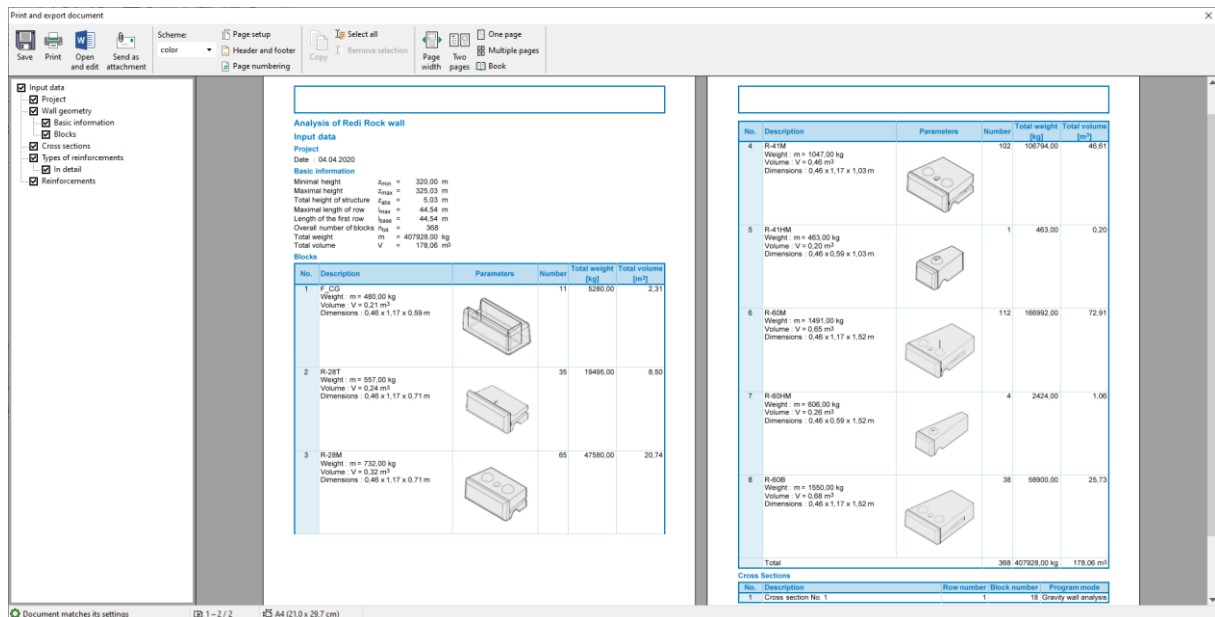 Print and export document
Save
Print
Open
and edit
Send as
attachment
Scheme:
color
Page setup
Header and footer
Page numbering
Copy
Select all
Remove selection
Page
width
Two
pages
One page
Multiple pages
Book
Input data
Project
Wall geometry
Basic information
Blocks
Cross sections
Types of reinforcements
In detail
Reinforcements
Analysis of Redi Rock wall
Input data
Project
Date : 04.04.2020
Basic information
Minimal height zmin = 320,00 m
Maximal height zmax = 325,03 m
Total height of structure zabs = 5,03 m
Maximal length of row lmax = 44,54 m
Length of the first row lbase = 44,54 m
Overall number of blocks ntot = 368
Total weight m = 407928,00 kg
Total volume V = 178,06 m³
Blocks
No. Description Parameters Number Total weight [kg] Total volume [m³]
1 F_CG 11 5280,00 2,31
Weight : m = 480,00 kg
Volume : V = 0,21 m³
Dimensions : 0,46 x 1,17 x 0,59 m
2 R-28T 35 19495,00 8,50
Weight : m = 557,00 kg
Volume : V = 0,24 m³
Dimensions : 0,46 x 1,17 x 0,71 m
3 R-28M 65 47580,00 20,74
Weight : m = 732,00 kg
Volume : V = 0,32 m³
Dimensions : 0,46 x 1,17 x 0,71 m
No. Description Parameters Number Total weight [kg] Total volume [m³]
4 R-41M 102 106794,00 46,61
Weight : m = 1047,00 kg
Volume : V = 0,46 m³
Dimensions : 0,46 x 1,17 x 1,03 m
5 R-41HM 1 463,00 0,20
Weight : m = 463,00 kg
Volume : V = 0,20 m³
Dimensions : 0,46 x 0,59 x 1,03 m
6 R-60M 112 166992,00 72,91
Weight : m = 1491,00 kg
Volume : V = 0,65 m³
Dimensions : 0,46 x 1,17 x 1,52 m
7 R-60HM 4 2424,00 1,06
Weight : m = 606,00 kg
Volume : V = 0,26 m³
Dimensions : 0,46 x 0,59 x 1,52 m
8 R-60B 38 58900,00 25,73
Weight : m = 1550,00 kg
Volume : V = 0,68 m³
Dimensions : 0,46 x 1,17 x 1,52 m
Total 368 407928,00 kg 178,06 m³
Cross Sections
No. Description Row number Block number Program mode
1 Cross section No. 1 1 18 Gravity wall analysis
Document matches its settings
1 – 2 / 2
A4 (21.0 x 29.7 cm)